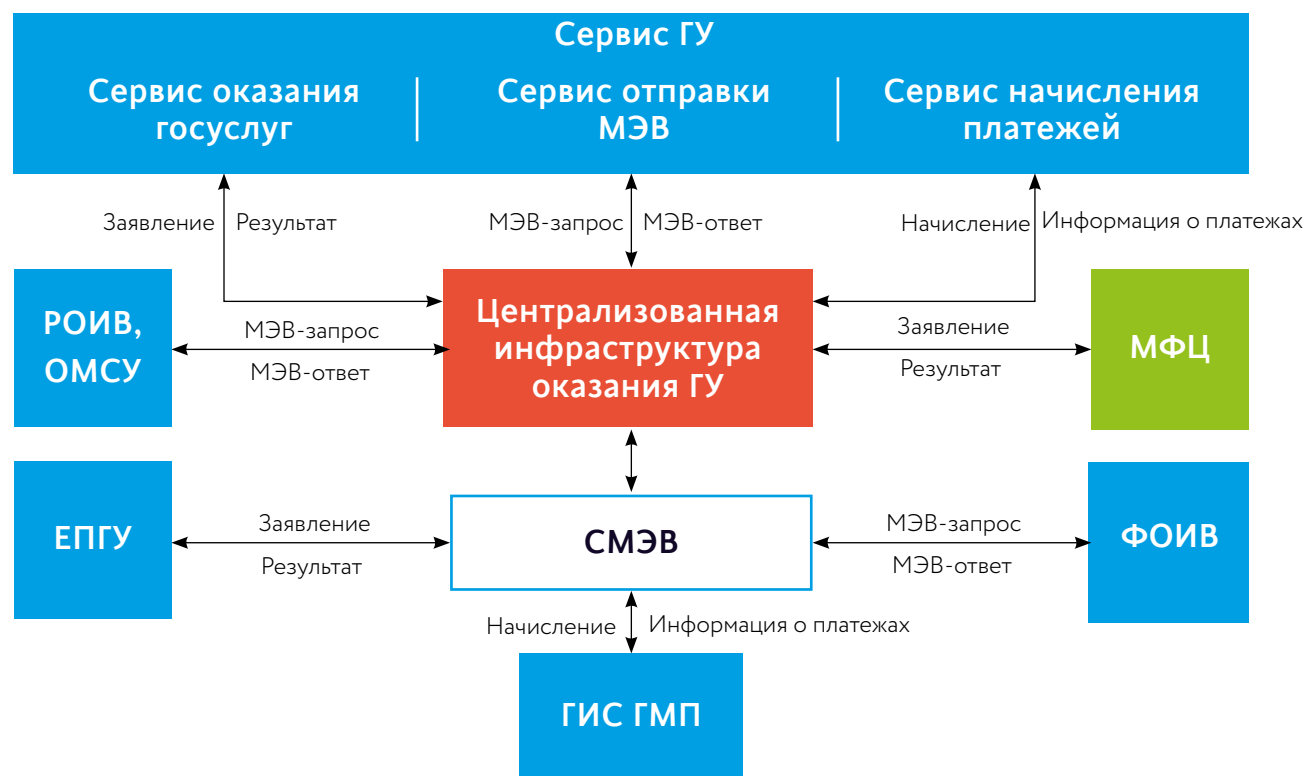 Сервис ГУ
Сервис оказания
госуслуг
Сервис отправки
МЭВ
Сервис начисления
платежей
Заявление
Результат
МЭВ-запрос
МЭВ-ответ
Начисление
Информация о платежах
РОИВ,
ОМСУ
МЭВ-запрос
МЭВ-ответ
Централизованная
инфраструктура
оказания ГУ
Заявление
Результат
МФЦ
ЕПГУ
Заявление
Результат
СМЭВ
МЭВ-запрос
МЭВ-ответ
ФОИВ
Начисление
Информация о платежах
ГИС ГМП